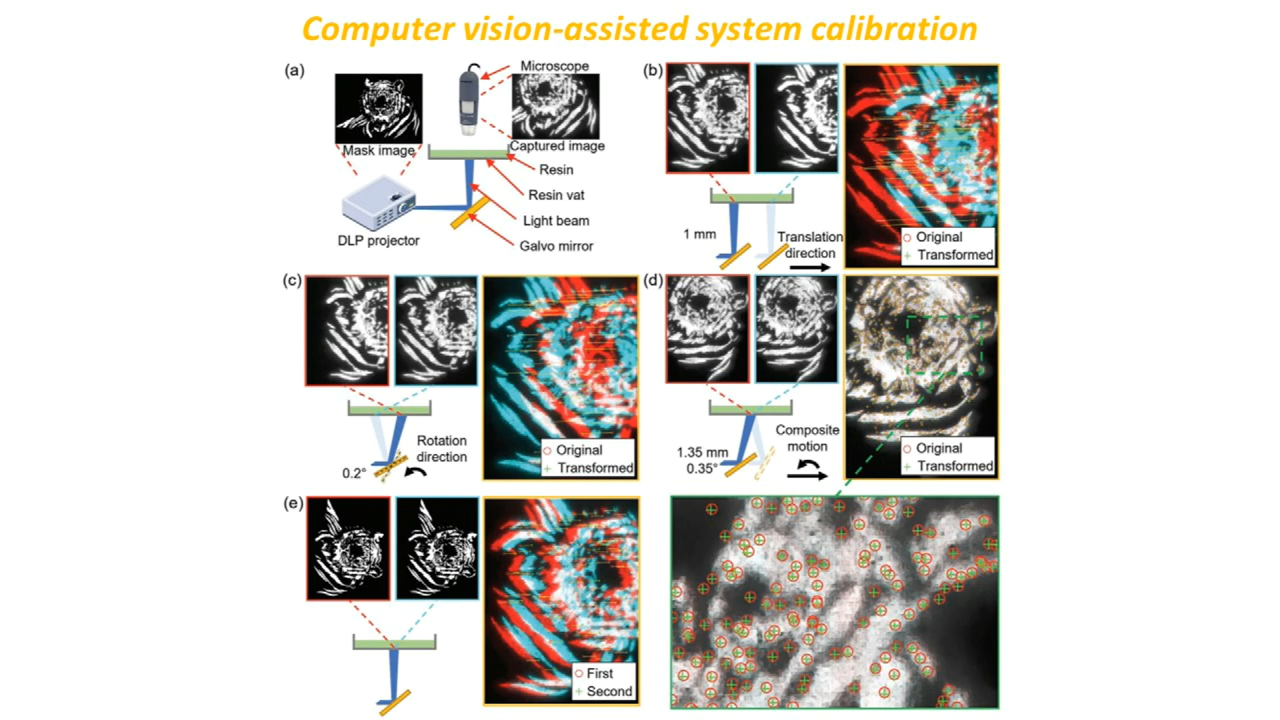 Computer vision-assisted system calibration
(a)
Microscope
Mask image
Captured image
Resin
Resin vat
Light beam
Galvo mirror
DLP projector
(b)
1 mm
Translation
direction
Original
Transformed
(c)
Rotation
direction
0.2°
Original
Transformed
(d)
Composite
motion
1.35 mm
0.35°
Original
Transformed
(e)
First
Second